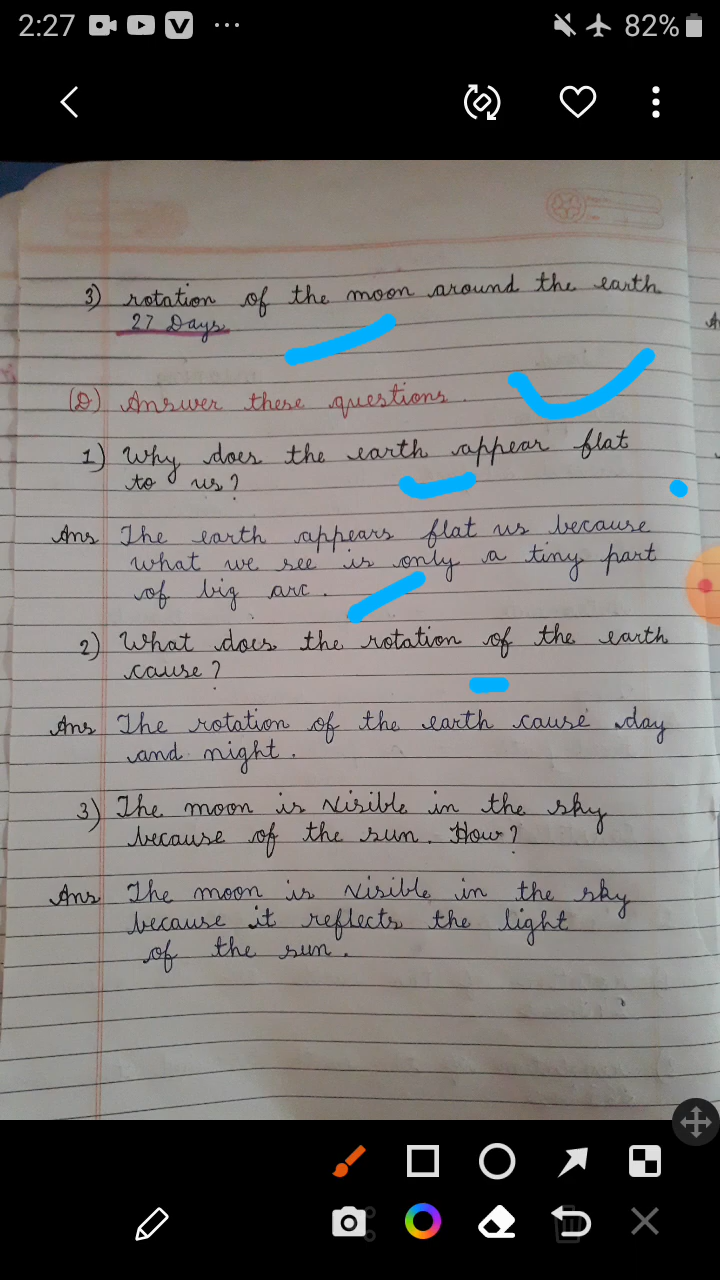 2:27
82%
3) rotation of the moon around the earth
27 Days
(D) Answer these questions.
1) Why does the earth appear flat
to us?
Ans The earth appears flat us because
what we see is only a tiny part
of big arc.
2) What does the rotation of the earth
cause?
Ans The rotation of the earth cause day
and night.
3) The moon is visible in the sky
because of the sun. How?
Ans The moon is visible in the sky
because it reflects the light
of the sun.